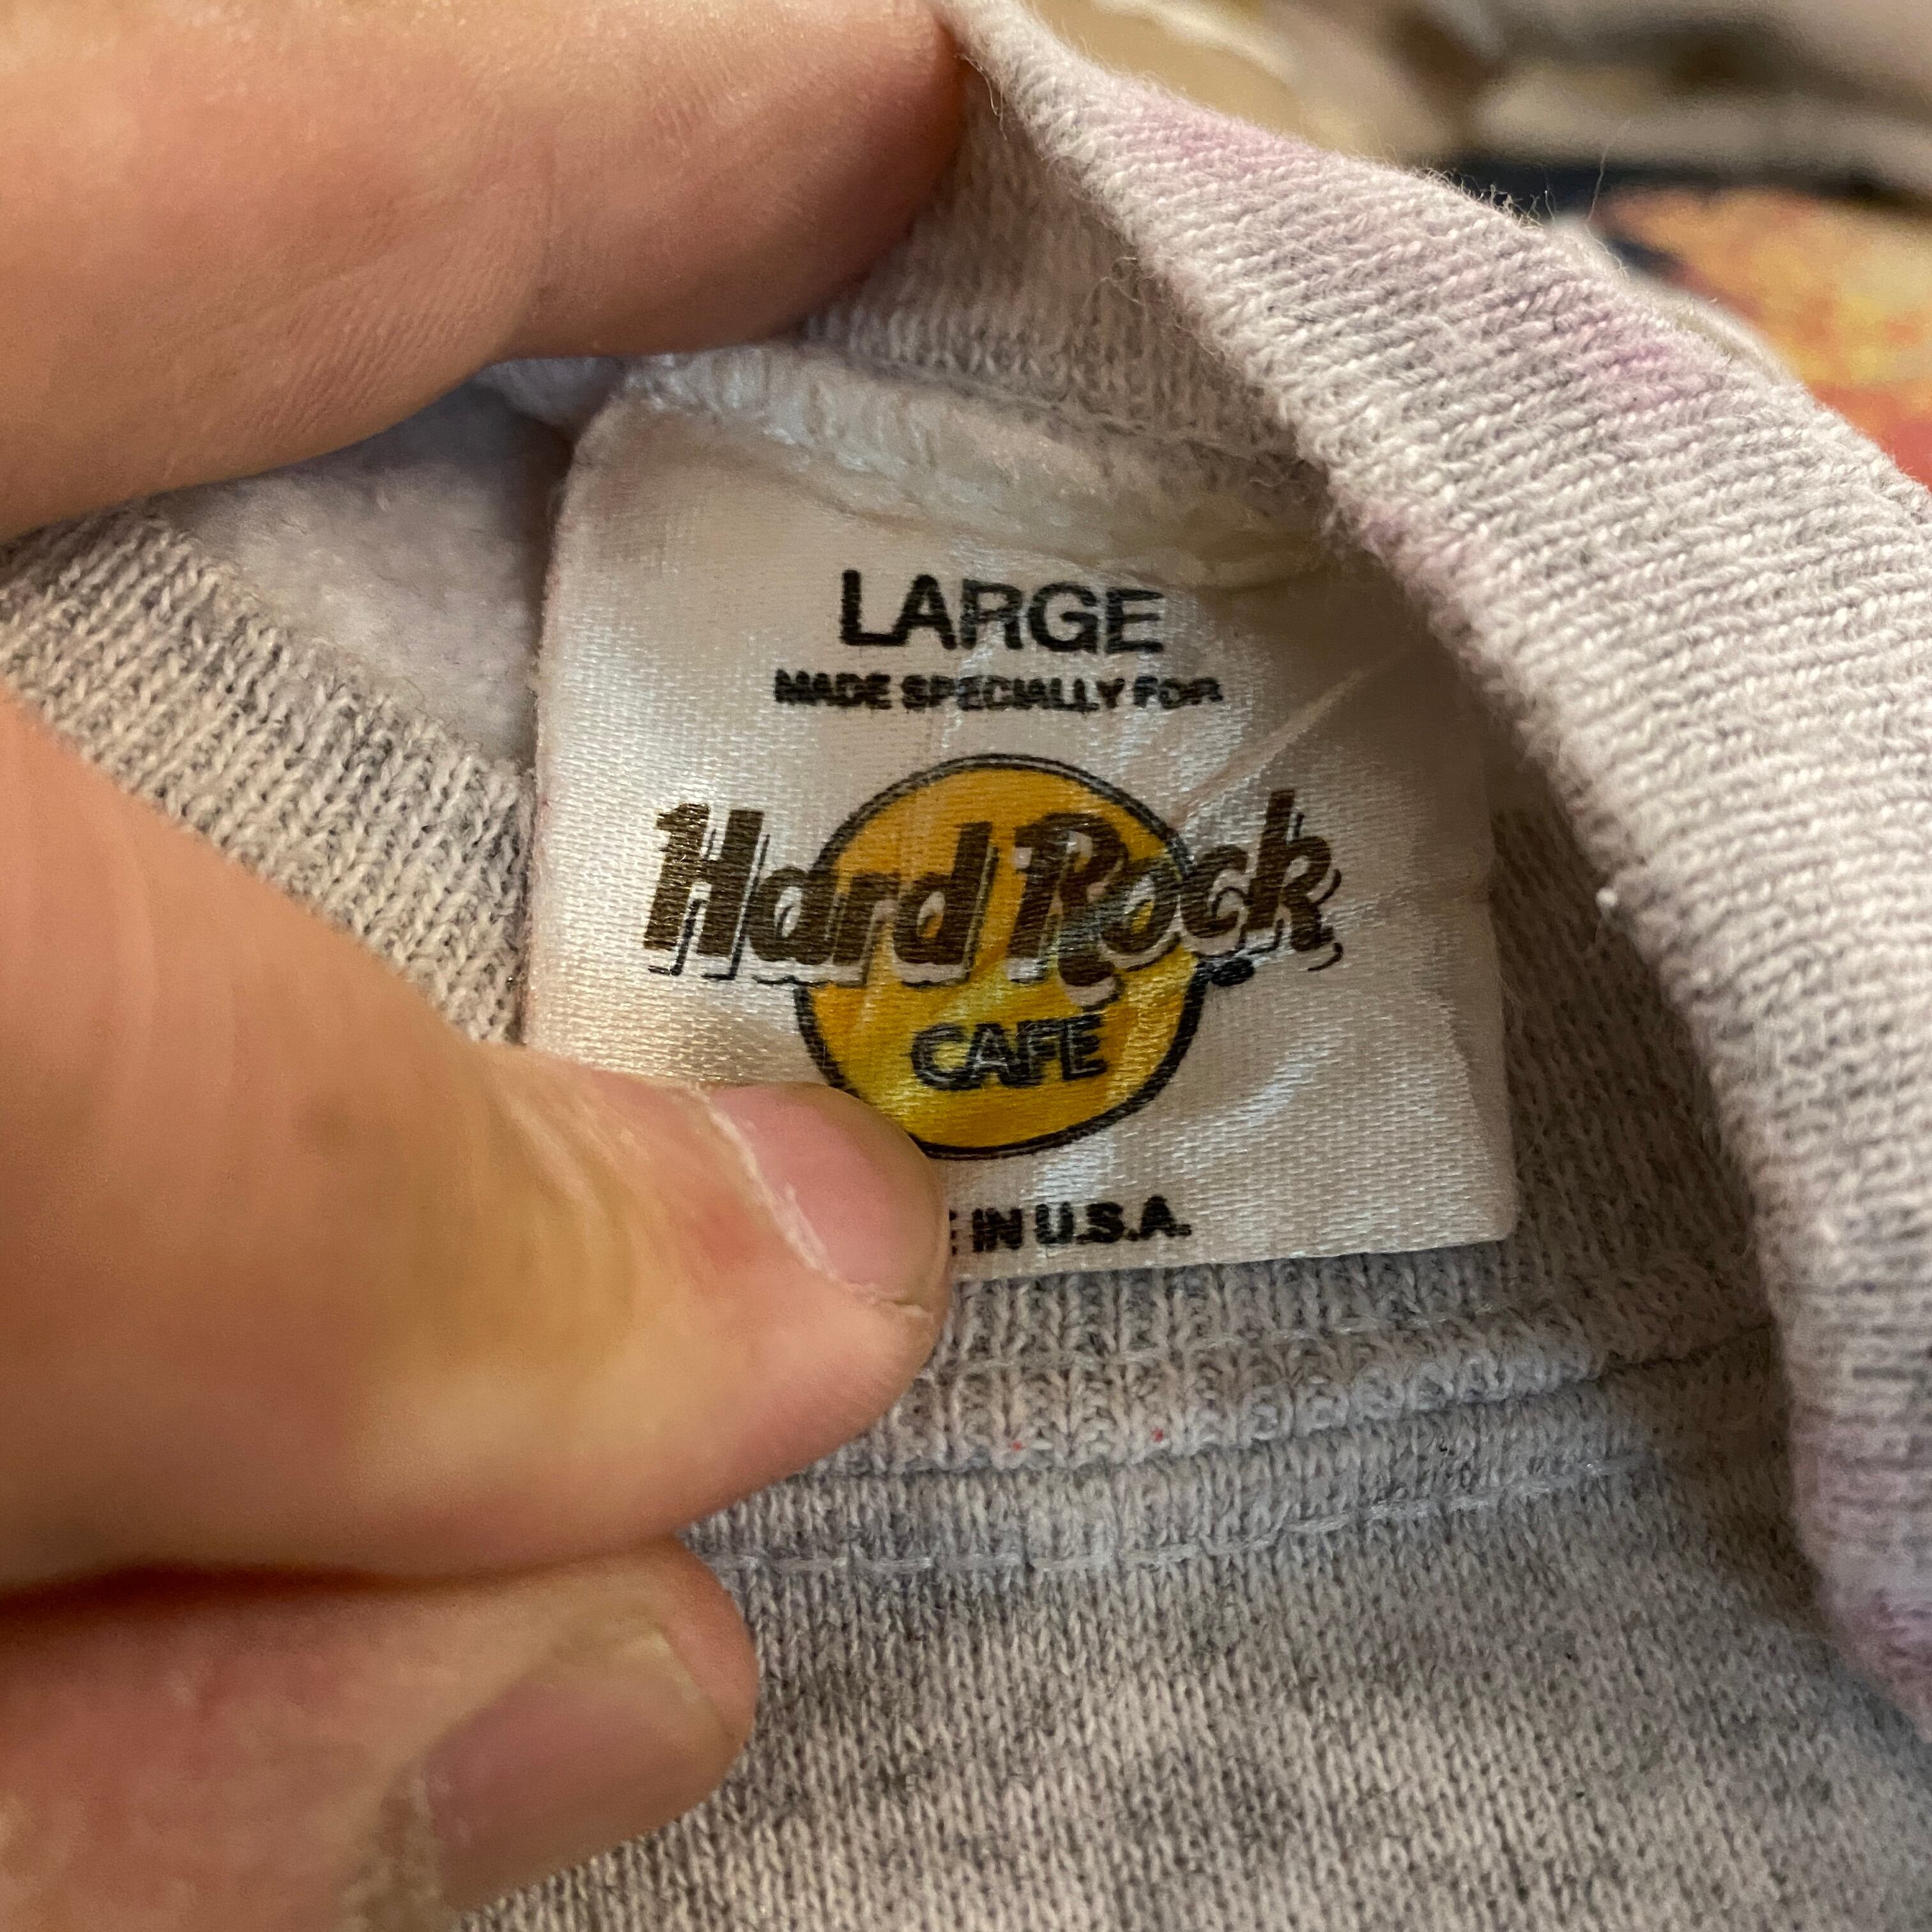 LARGE
MADE SPECIALLY FOR
Hard Rock
CAFE
E IN U.S.A.